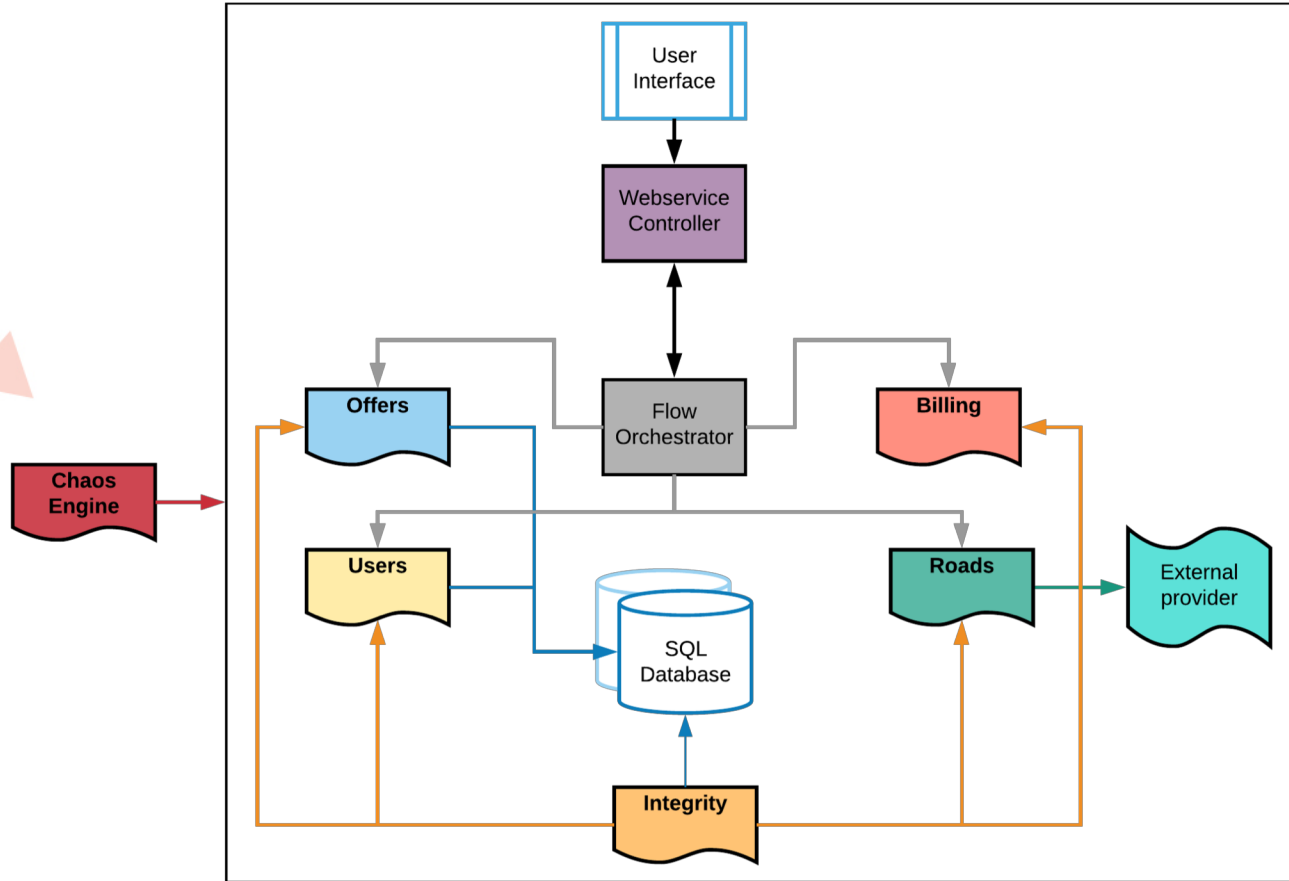 User
Interface
Webservice
Controller
Flow
Orchestrator
Offers
Billing
Chaos
Engine
Users
Roads
External
provider
SQL
Database
Integrity